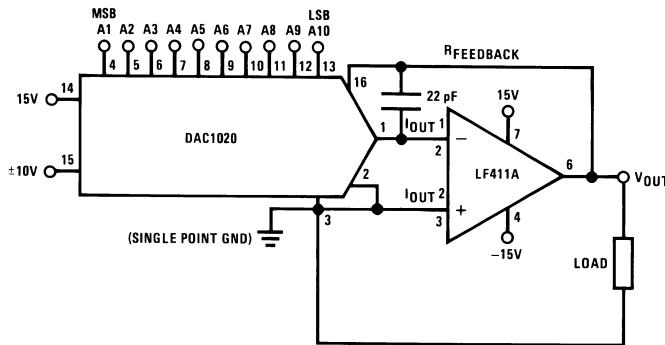 MSB LSB
A1 A2 A3 A4 A5 A6 A7 A8 A9 A10
4 5 6 7 8 9 10 11 12 13
RFEEDBACK
16
14
15V
22 pF
15V
DAC1020
1
IOUT 1
2
−
7
LF411A
6
VOUT
15
±10V
2
IOUT 2
3
+
4
−15V
3
(SINGLE POINT GND)
LOAD